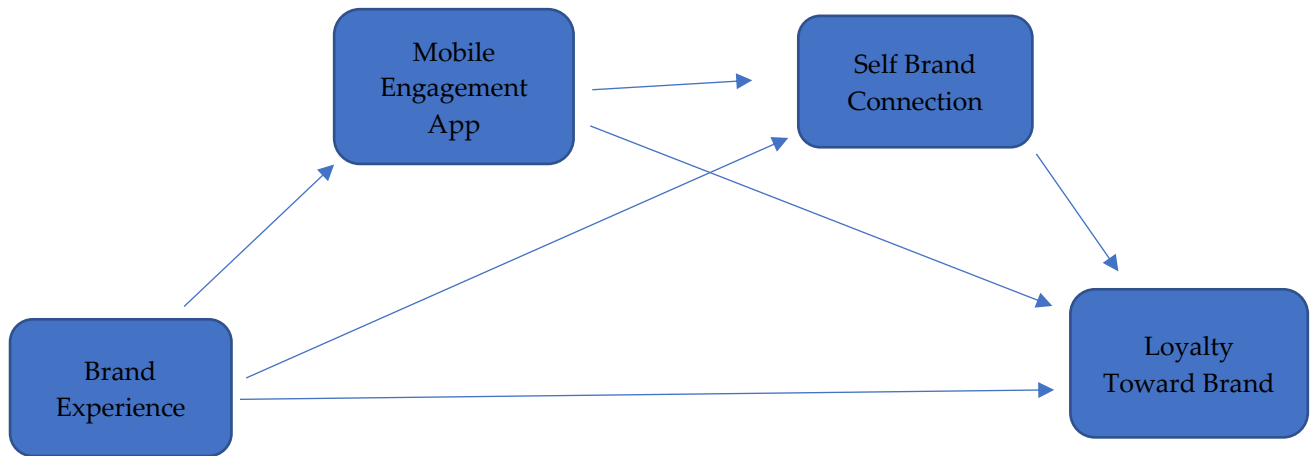 Mobile
Engagement
App
Self Brand
Connection
Brand
Experience
Loyalty
Toward Brand